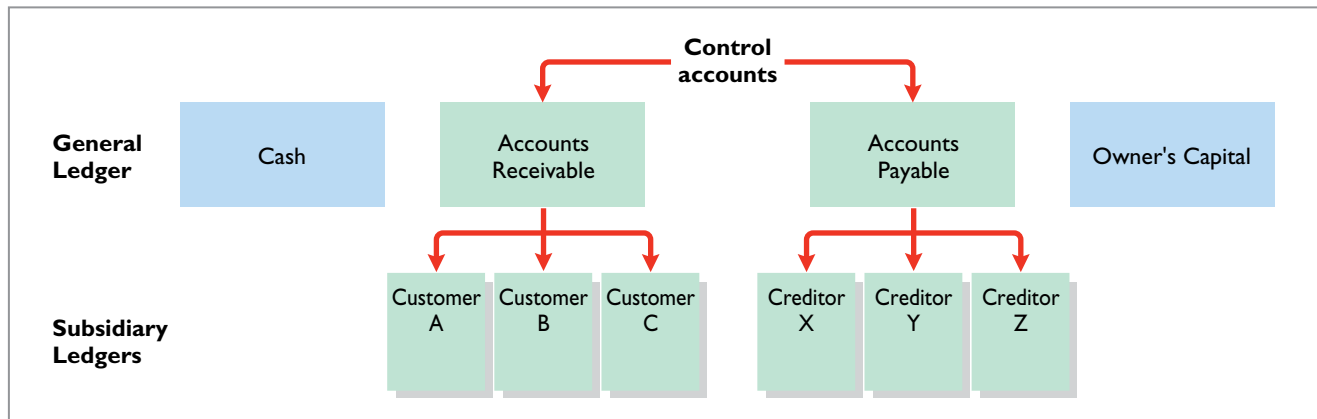 Control
accounts
General
Ledger
Cash
Accounts
Receivable
Accounts
Payable
Owner's Capital
Subsidiary
Ledgers
Customer
A
Customer
B
Customer
C
Creditor
X
Creditor
Y
Creditor
Z